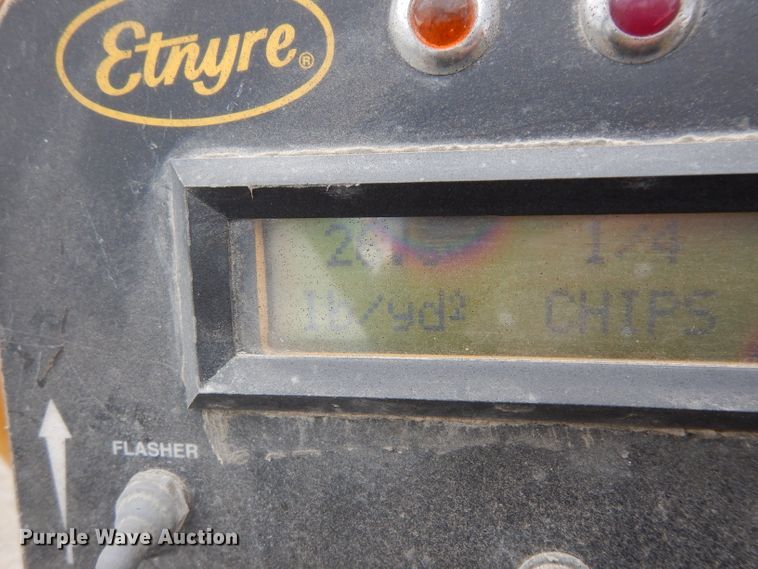 Etnyre®
1/4
lb/yd² CHIPS
FLASHER
Purple Wave Auction